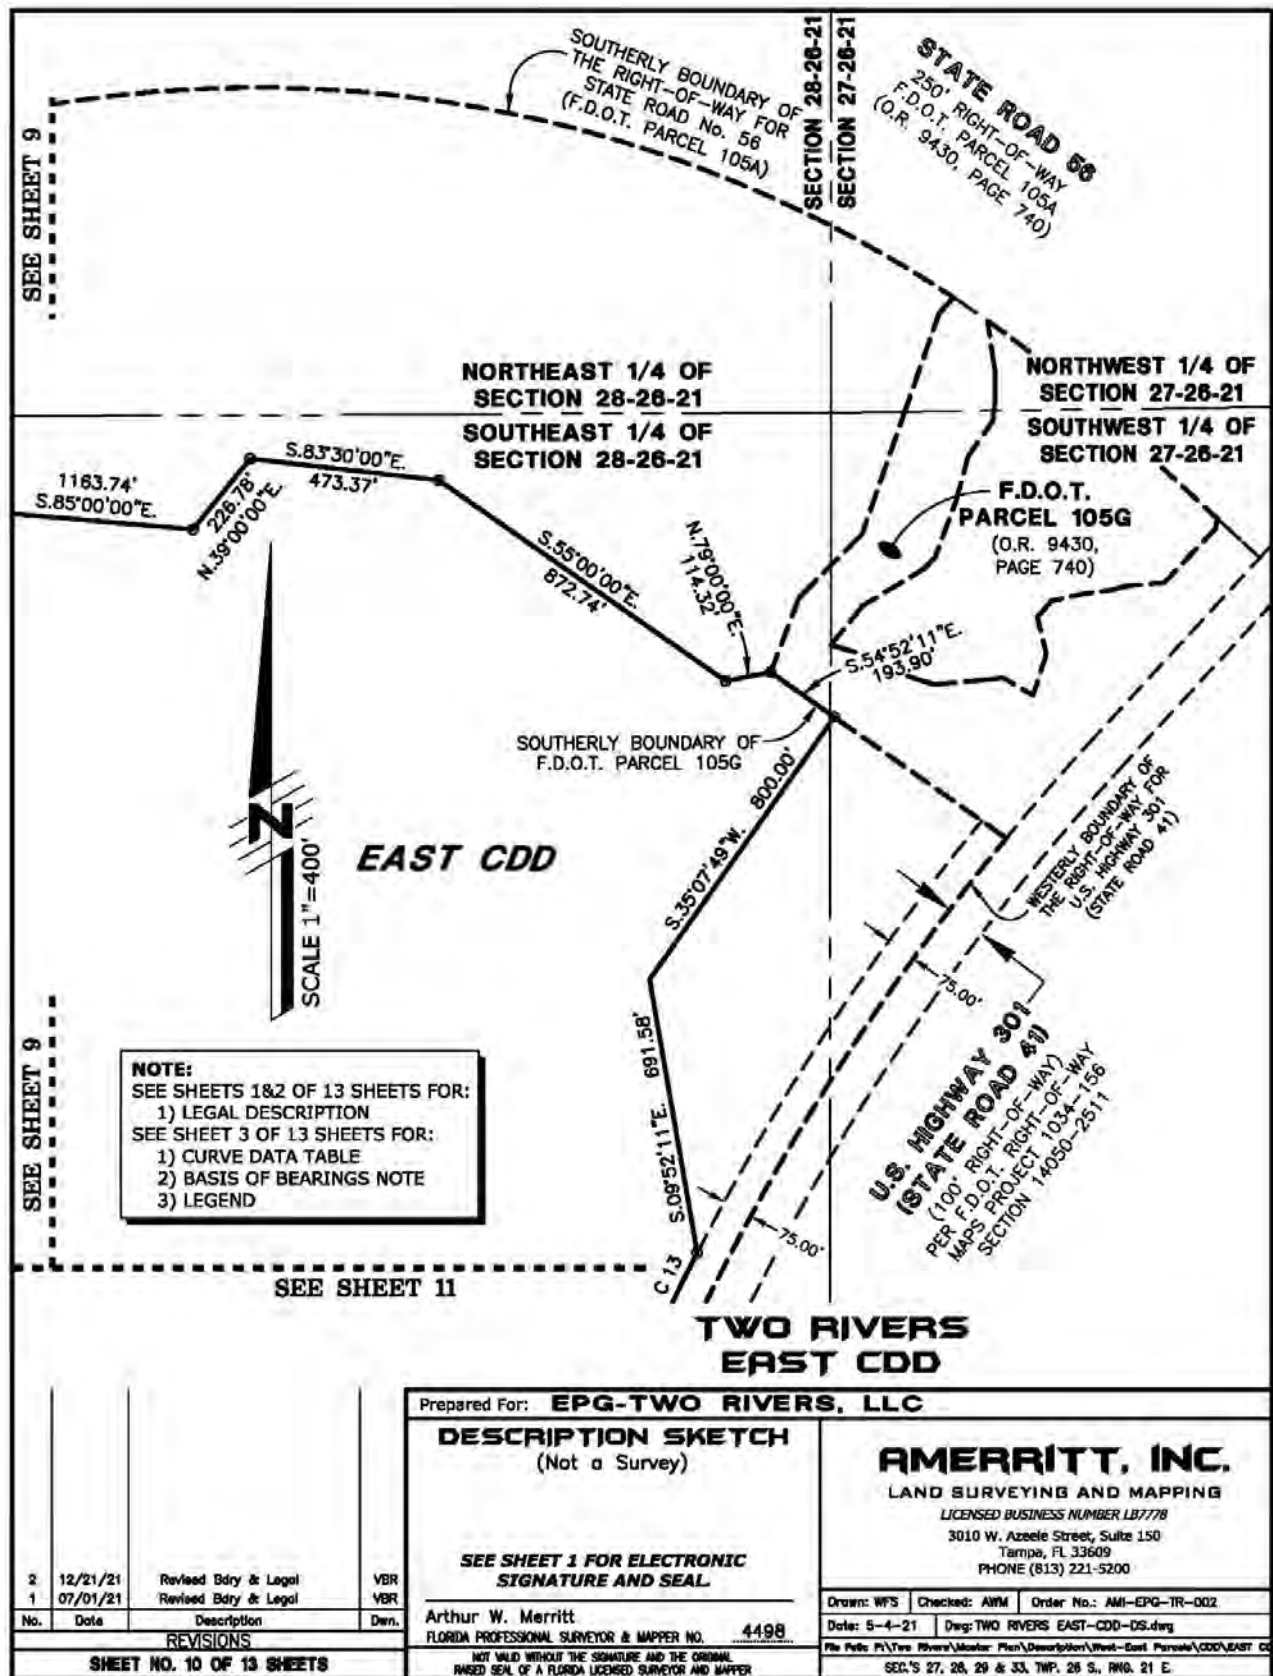 SOUTHERLY BOUNDARY OF
THE RIGHT-OF-WAY FOR
STATE ROAD No. 56
(F.D.O.T. PARCEL 105A)
SECTION 28-26-21
SECTION 27-26-21
STATE ROAD 56
250' RIGHT-OF-WAY
F.D.O.T. PARCEL 105A
(O.R. 9430, PAGE 740)
SEE SHEET 9
NORTHEAST 1/4 OF
SECTION 28-26-21
NORTHWEST 1/4 OF
SECTION 27-26-21
SOUTHEAST 1/4 OF
SECTION 28-26-21
SOUTHWEST 1/4 OF
SECTION 27-26-21
1163.74'
S.85°00'00"E.
226.78'
N.39°00'00"E.
S.83°30'00"E.
473.37'
S.55°00'00"E.
872.74'
N.79°00'00"E.
114.32'
F.D.O.T.
PARCEL 105G
(O.R. 9430,
PAGE 740)
S.54°52'11"E.
193.90'
SOUTHERLY BOUNDARY OF
F.D.O.T. PARCEL 105G
S.35°07'49"W. 800.00'
N
SCALE 1"=400'
EAST CDD
WESTERLY BOUNDARY OF
THE RIGHT-OF-WAY FOR
U.S. HIGHWAY 301
(STATE ROAD 41)
75.00'
U.S. HIGHWAY 301
(STATE ROAD 41)
(100' RIGHT-OF-WAY)
PER F.D.O.T. RIGHT-OF-WAY
MAPS PROJECT 1034-156
SECTION 14050-2511
S.09°52'11"E. 691.58'
75.00'
C 13
SEE SHEET 9
NOTE:
SEE SHEETS 1&2 OF 13 SHEETS FOR:
1) LEGAL DESCRIPTION
SEE SHEET 3 OF 13 SHEETS FOR:
1) CURVE DATA TABLE
2) BASIS OF BEARINGS NOTE
3) LEGEND
SEE SHEET 11
TWO RIVERS
EAST CDD
Prepared For: EPG-TWO RIVERS, LLC
DESCRIPTION SKETCH
(Not a Survey)
SEE SHEET 1 FOR ELECTRONIC
SIGNATURE AND SEAL
Arthur W. Merritt
FLORIDA PROFESSIONAL SURVEYOR & MAPPER NO. 4498
NOT VALID WITHOUT THE SIGNATURE AND THE ORIGINAL
RAISED SEAL OF A FLORIDA LICENSED SURVEYOR AND MAPPER
AMERRITT, INC.
LAND SURVEYING AND MAPPING
LICENSED BUSINESS NUMBER LB7778
3010 W. Azeele Street, Suite 150
Tampa, FL 33609
PHONE (813) 221-5200
Drawn: WFS Checked: AWM Order No.: AMI-EPG-TR-002
Date: 5-4-21 Dwg: TWO RIVERS EAST-CDD-DS.dwg
File Path: P:\Two Rivers\Master Plan\Description\West-East Parcels\CDD\EAST CD
SEC.'S 27, 28, 29 & 33, TWP. 26 S., RNG. 21 E.
2 12/21/21 Revised Bdry & Legal VBR
1 07/01/21 Revised Bdry & Legal VBR
No. Date Description Dwn.
REVISIONS
SHEET NO. 10 OF 13 SHEETS